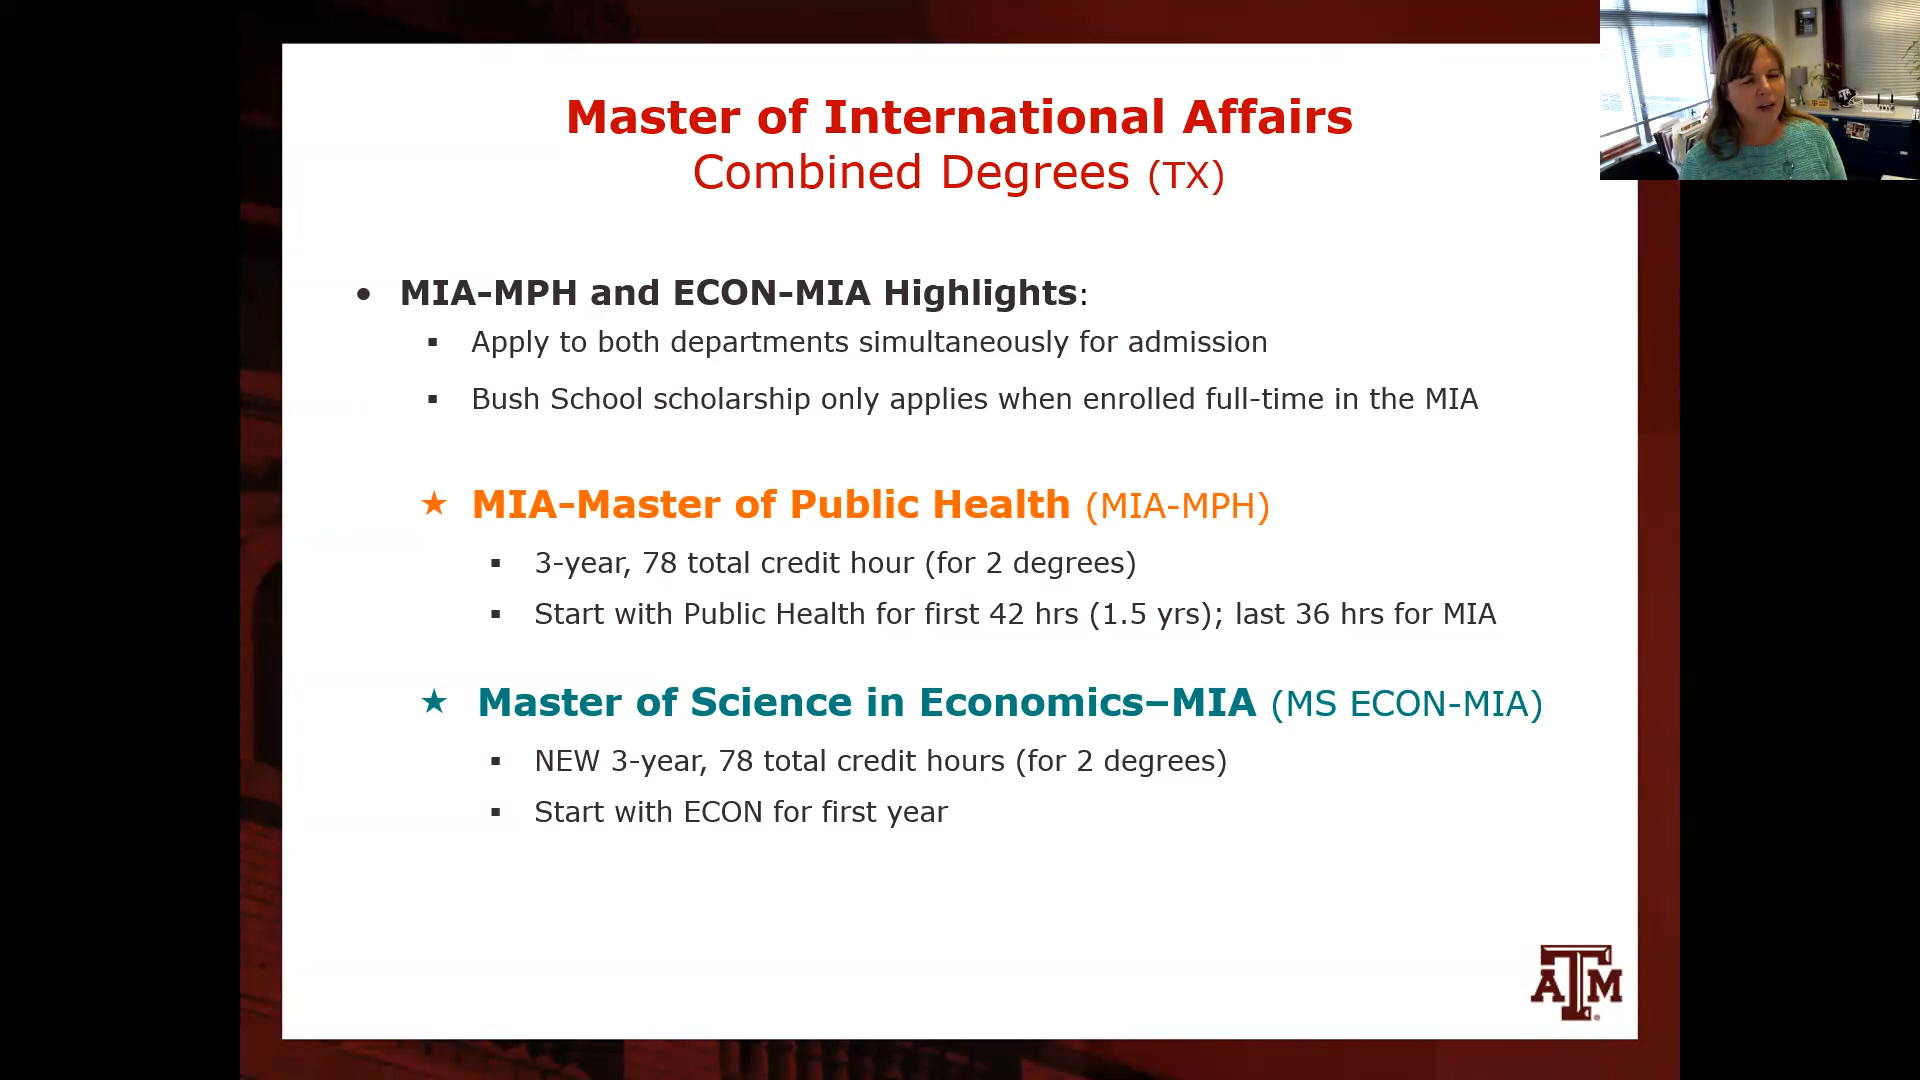 Master of International Affairs
Combined Degrees (TX)
• MIA-MPH and ECON-MIA Highlights:
▪ Apply to both departments simultaneously for admission
▪ Bush School scholarship only applies when enrolled full-time in the MIA
★ MIA-Master of Public Health (MIA-MPH)
▪ 3-year, 78 total credit hour (for 2 degrees)
▪ Start with Public Health for first 42 hrs (1.5 yrs); last 36 hrs for MIA
★ Master of Science in Economics–MIA (MS ECON-MIA)
▪ NEW 3-year, 78 total credit hours (for 2 degrees)
▪ Start with ECON for first year
ATM